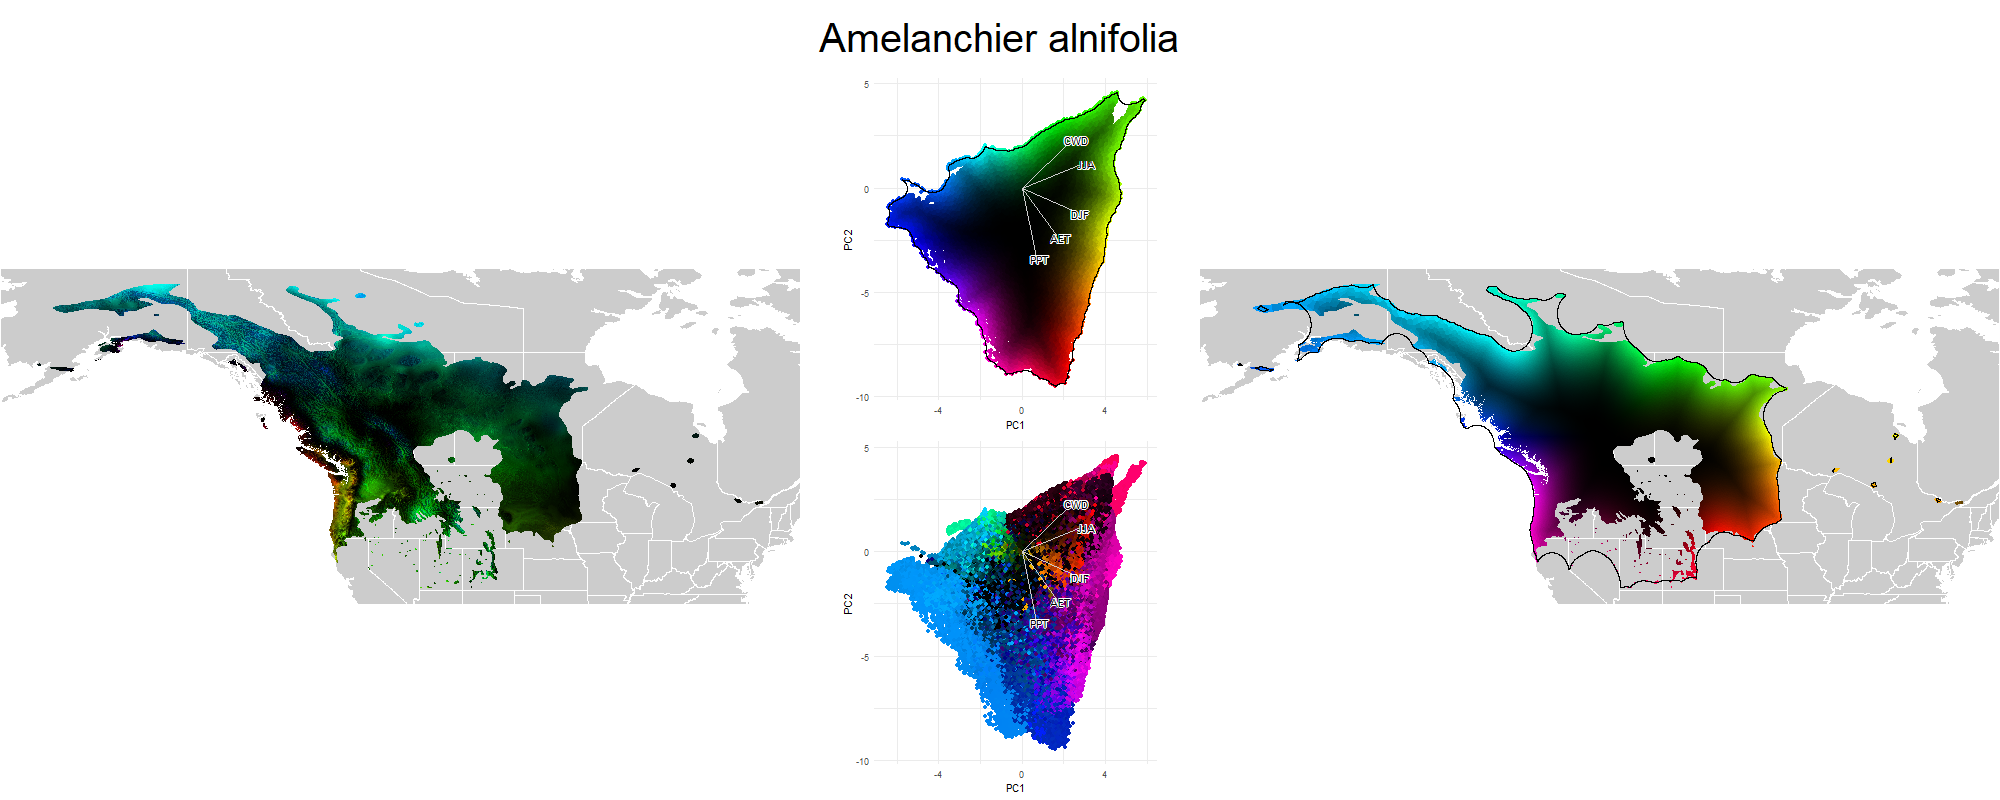 Amelanchier alnifolia
5
0
-5
-10
PC2
CWD
JJA
DJF
AET
PPT
-4 0 4
PC1
5
0
-5
-10
PC2
CWD
JJA
DJF
AET
PPT
-4 0 4
PC1